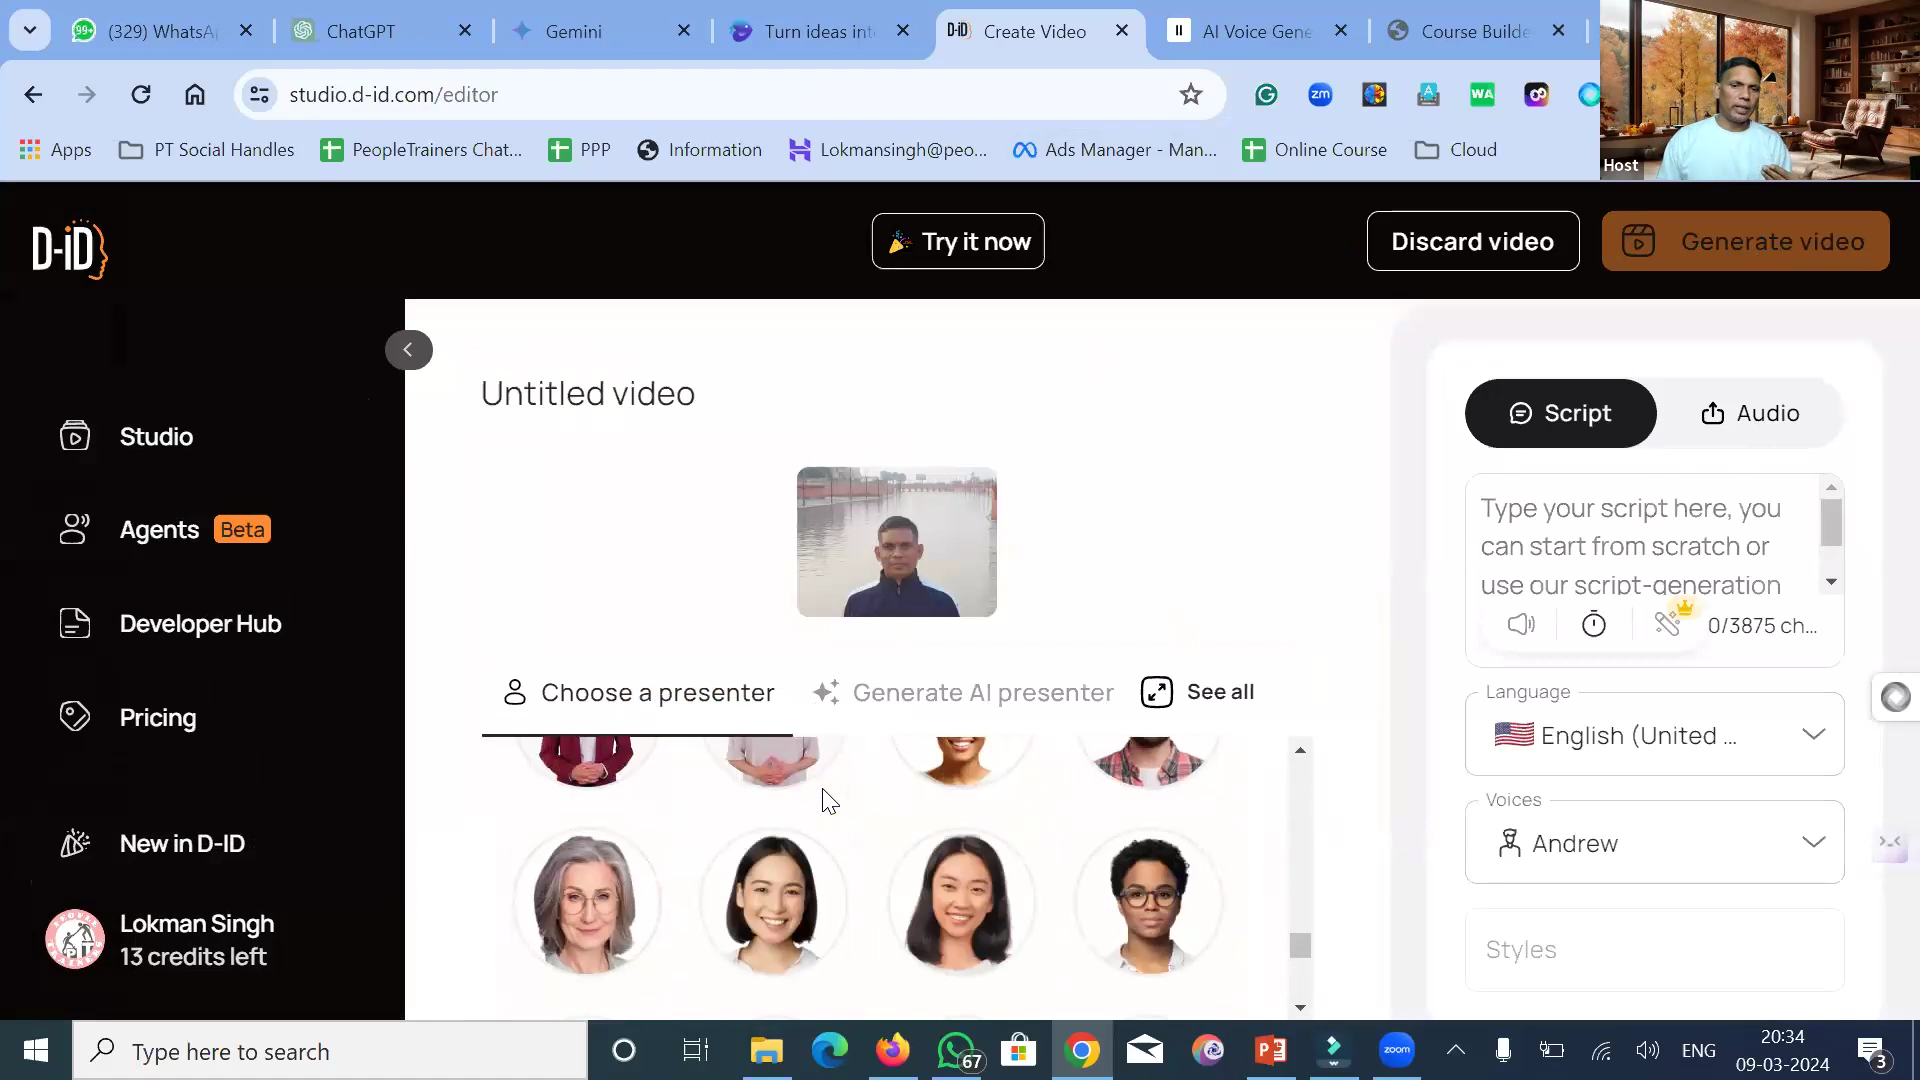 (329) WhatsA
ChatGPT
Gemini
Turn ideas int
D-iD
Create Video
AI Voice Gene
Course Builde
studio.d-id.com/editor
zm
WA
Apps
PT Social Handles
PeopleTrainers Chat...
PPP
Information
Lokmansingh@peo...
Ads Manager - Man...
Online Course
Cloud
Host
D-iD
Try it now
Discard video
Generate video
Untitled video
Script
Audio
Studio
Agents
Beta
Developer Hub
Pricing
New in D-ID
Lokman Singh
13 credits left
Type your script here, you
can start from scratch or
use our script-generation
0/3875 ch...
Choose a presenter
Generate AI presenter
See all
Language
English (United ...
Voices
Andrew
Styles
Type here to search
67
zoom
ENG
20:34
09-03-2024
3